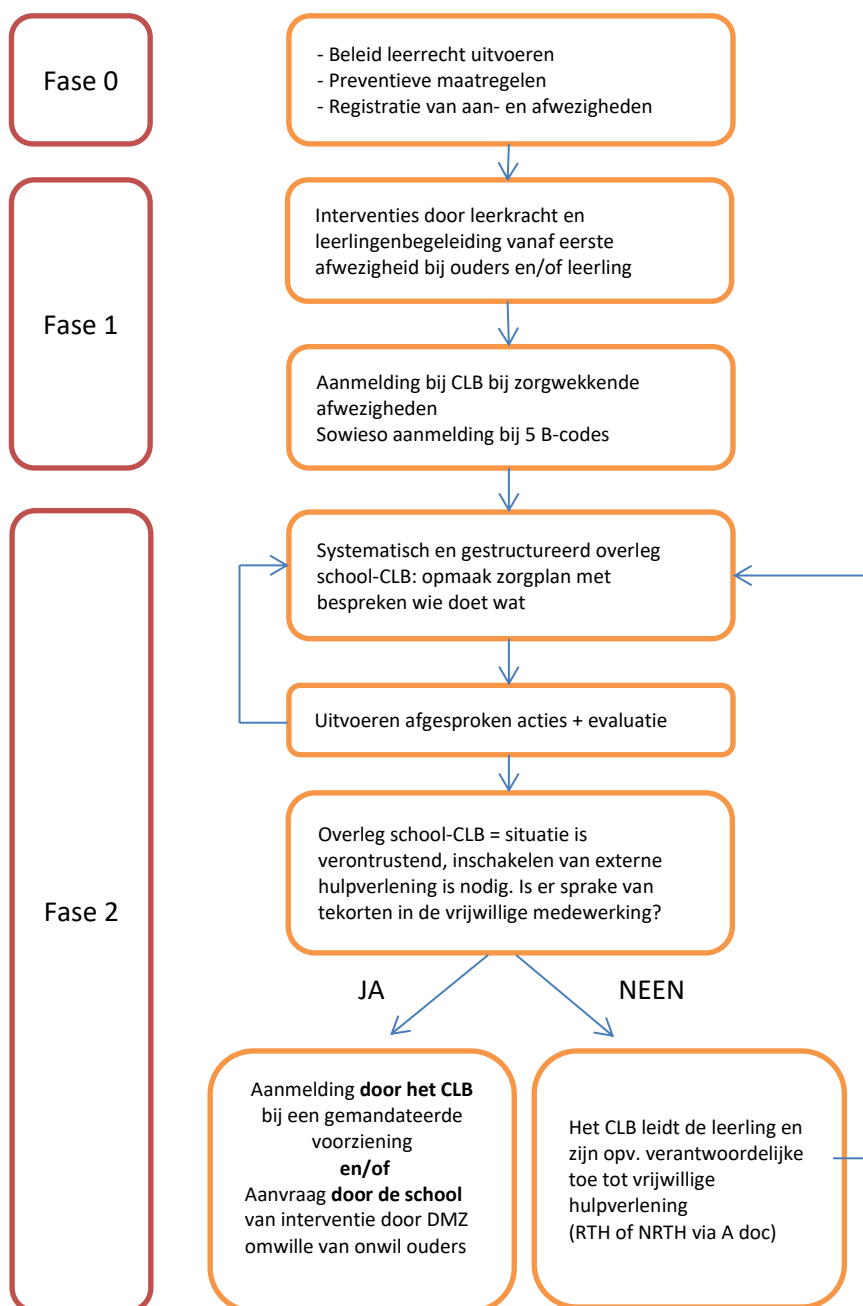 Fase 0
- Beleid leerrecht uitvoeren
- Preventieve maatregelen
- Registratie van aan- en afwezigheden
Fase 1
Interventies door leerkracht en
leerlingenbegeleiding vanaf eerste
afwezigheid bij ouders en/of leerling
Aanmelding bij CLB bij zorgwekkende
afwezigheden
Sowieso aanmelding bij 5 B-codes
Fase 2
Systematisch en gestructureerd overleg
school-CLB: opmaak zorgplan met
bespreken wie doet wat
Uitvoeren afgesproken acties + evaluatie
Overleg school-CLB = situatie is
verontrustend, inschakelen van externe
hulpverlening is nodig. Is er sprake van
tekorten in de vrijwillige medewerking?
JA
NEEN
Aanmelding door het CLB
bij een gemandateerde
voorziening
en/of
Aanvraag door de school
van interventie door DMZ
omwille van onwil ouders
Het CLB leidt de leerling en
zijn opv. verantwoordelijke
toe tot vrijwillige
hulpverlening
(RTH of NRTH via A doc)